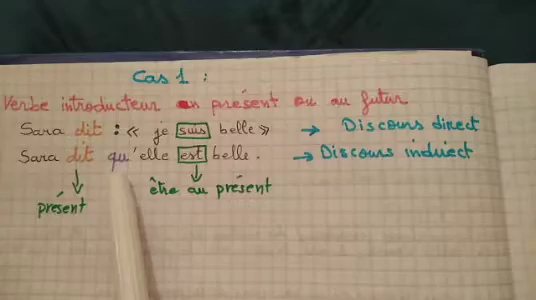 Cas 1 :
Verbe introducteur au présent ou au futur
Sara dit : « je suis belle » → Discours direct
Sara dit qu'elle est belle. → Discours indirect
présent
être au présent